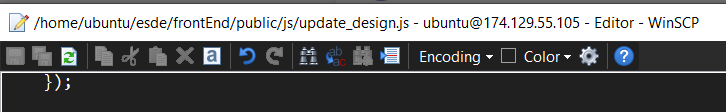 /home/ubuntu/esde/frontEnd/public/js/update_design.js - ubuntu@174.129.55.105 - Editor - WinSCP
Encoding Color
});